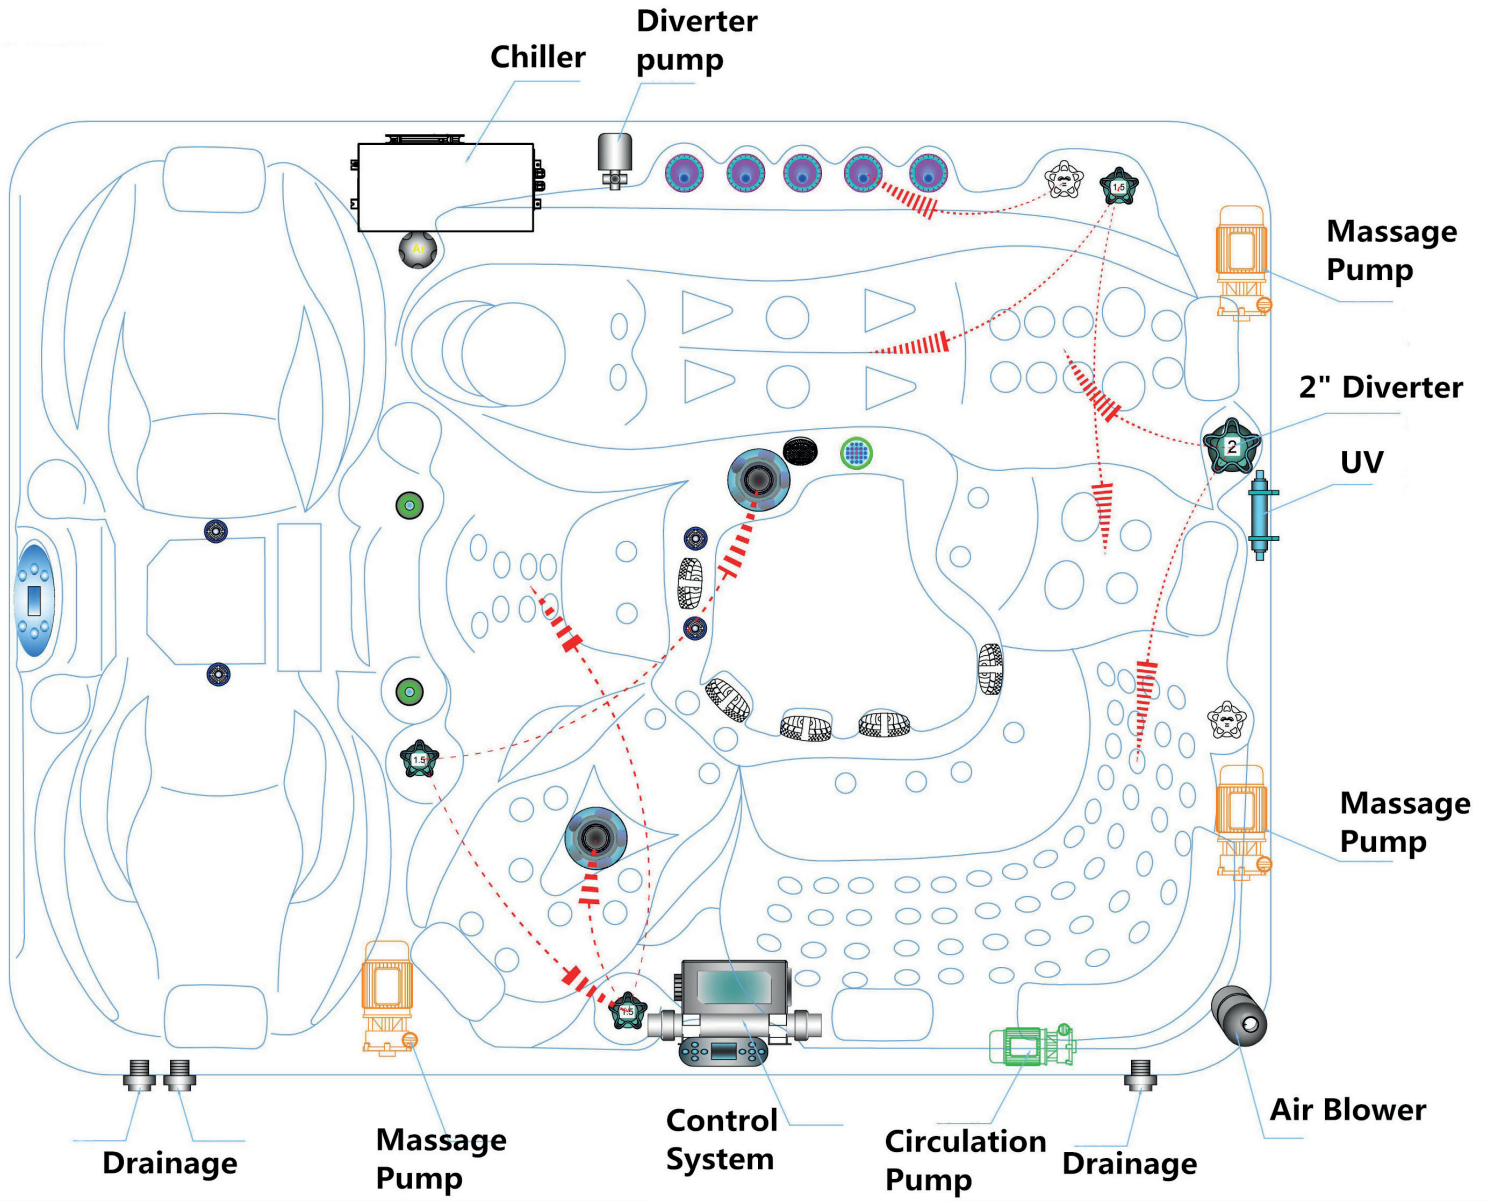 Diverter
pump
Chiller
1.5
Ar
Massage
Pump
2" Diverter
2
UV
1.5
Massage
Pump
1.5
Air Blower
Control
System
Circulation
Pump
Massage
Pump
Drainage
Drainage